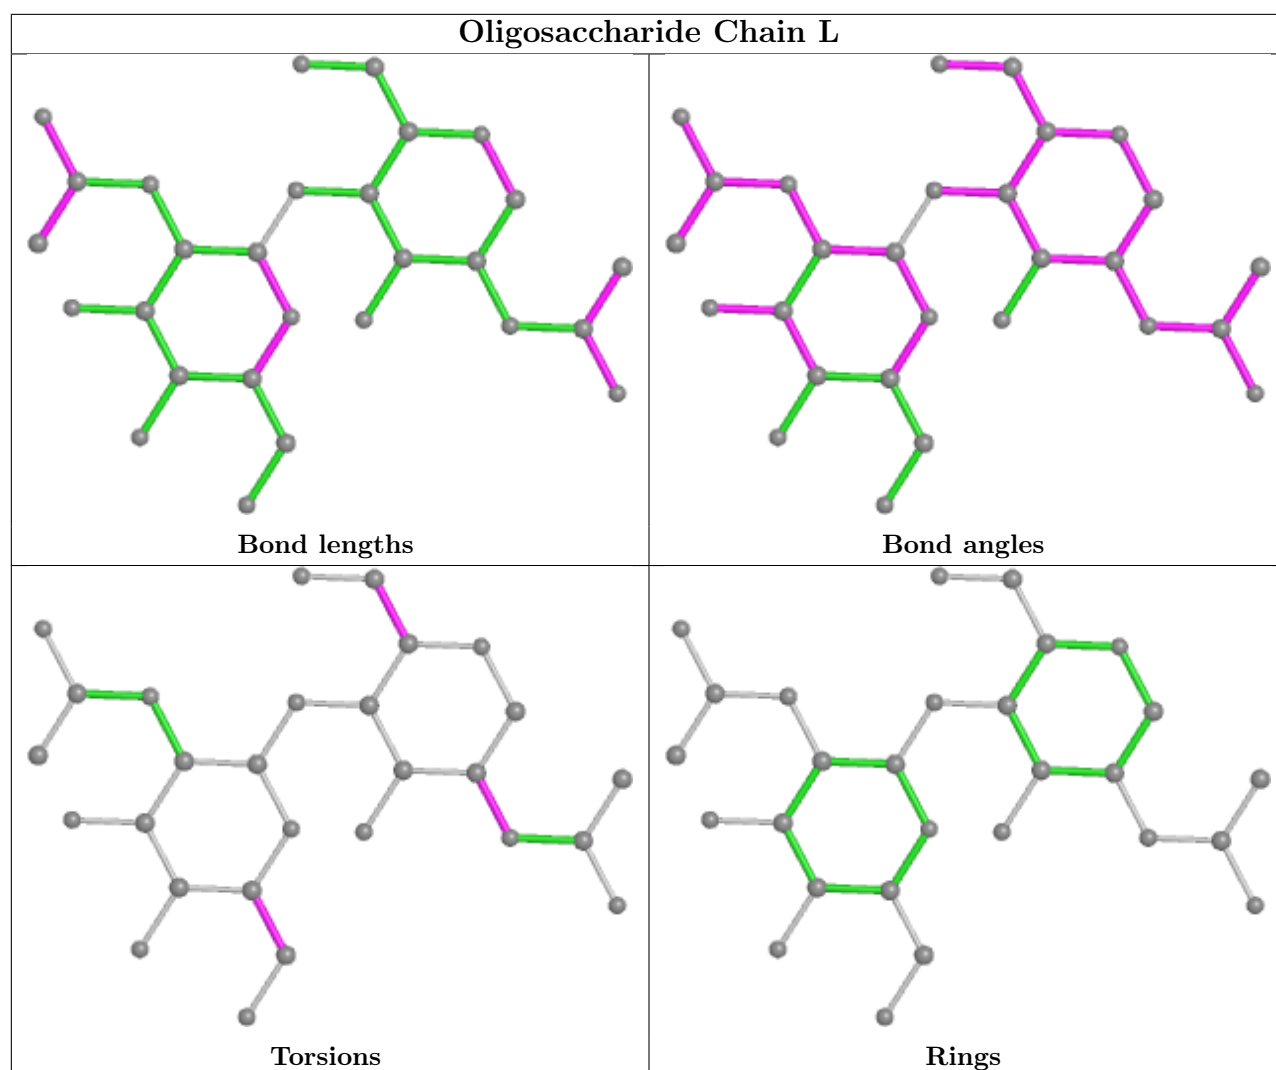 Oligosaccharide Chain L
Bond lengths
Bond angles
Torsions
Rings